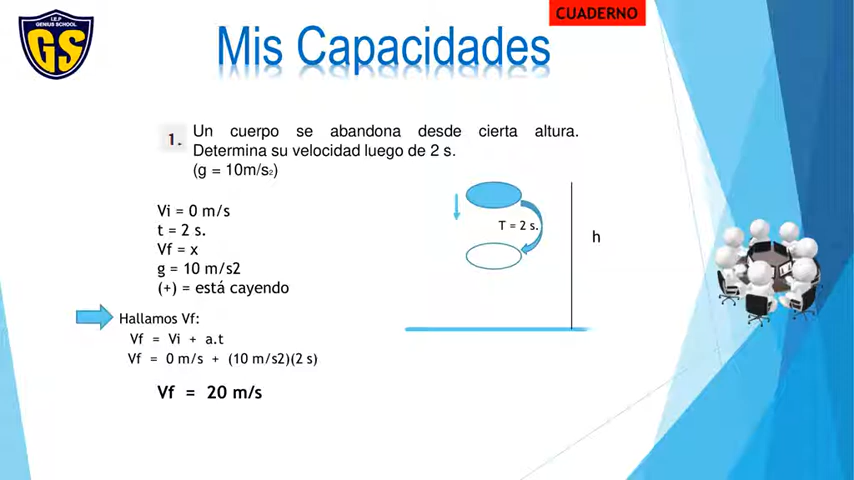 I.E.P
GENIUS SCHOOL
GS
CUADERNO
Mis Capacidades
1. Un cuerpo se abandona desde cierta altura.
Determina su velocidad luego de 2 s.
(g = 10m/s2)
Vi = 0 m/s
t = 2 s.
Vf = x
g = 10 m/s2
(+) = está cayendo
T = 2 s.
h
Hallamos Vf:
Vf = Vi + a.t
Vf = 0 m/s + (10 m/s2)(2 s)
Vf = 20 m/s